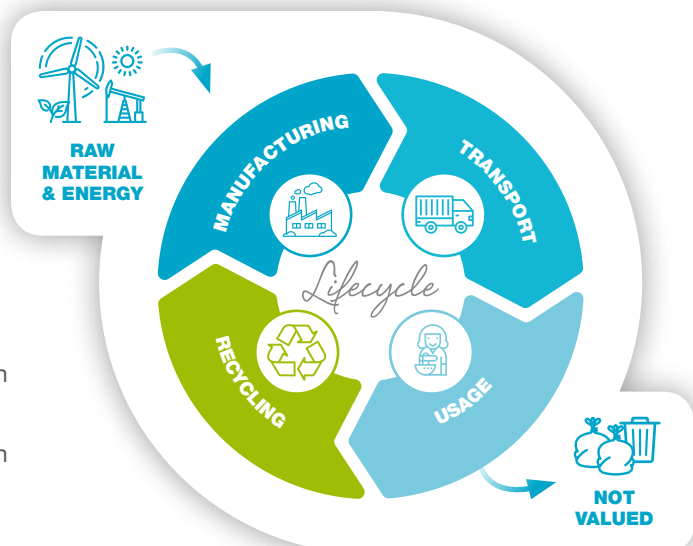 RAW
MATERIAL
& ENERGY
MANUFACTURING
TRANSPORT
Lifecycle
RECYCLING
USAGE
NOT
VALUED